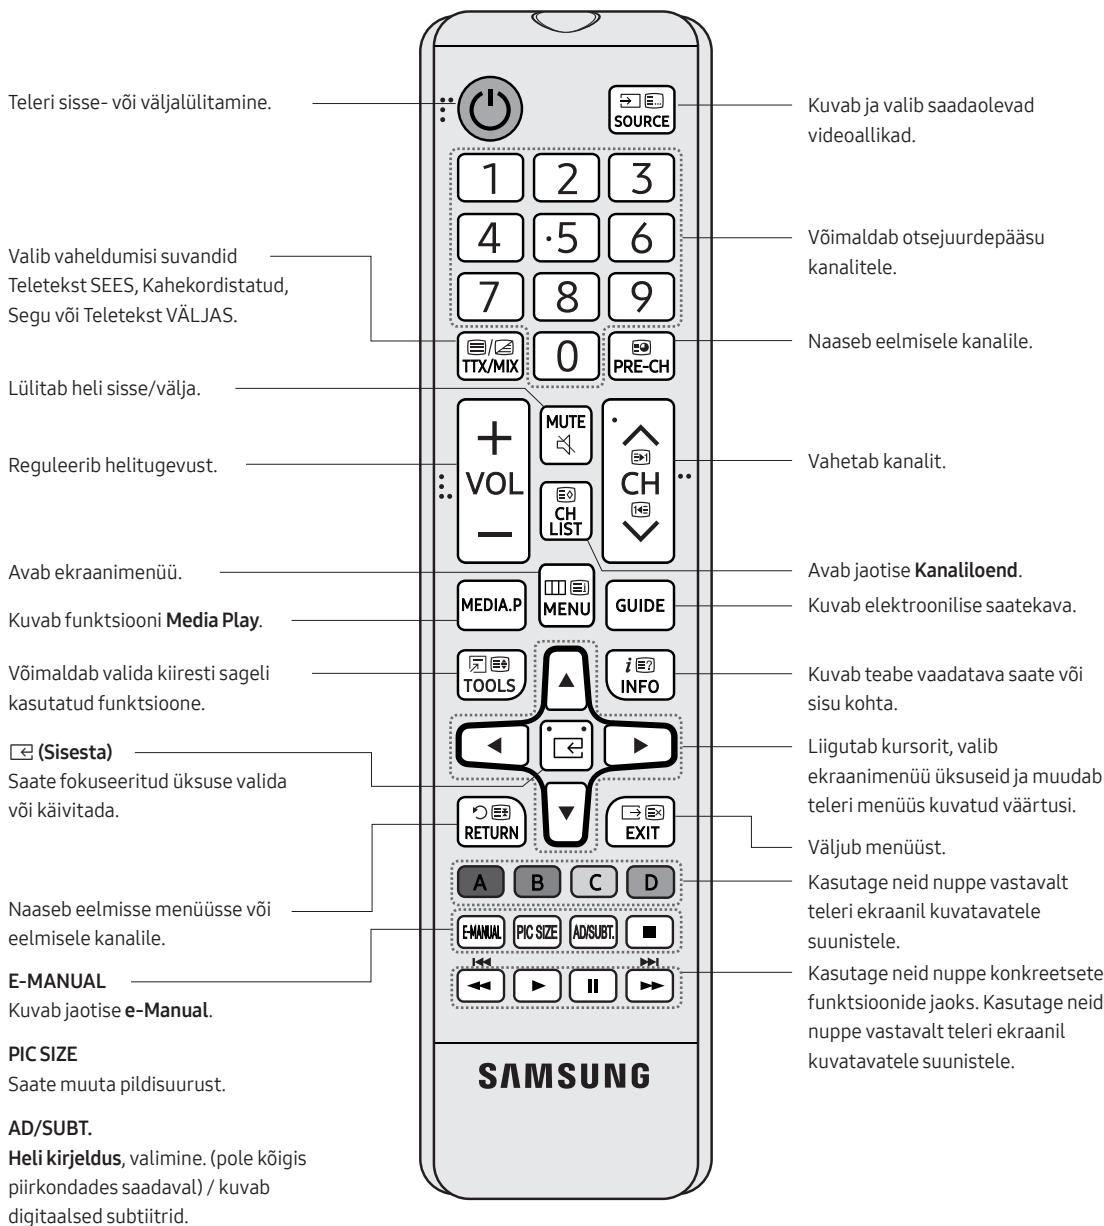 Teleri sisse- või väljalülitamine.
Valib vaheldumisi suvandid
Teletekst SEES, Kahekordistatud,
Segu või Teletekst VÄLJAS.
Lülitab heli sisse/välja.
Reguleerib helitugevust.
Avab ekraanimenüü.
Kuvab funktsiooni Media Play.
Võimaldab valida kiiresti sageli
kasutatud funktsioone.
(Sisesta)
Saate fokuseeritud üksuse valida
või käivitada.
Naaseb eelmisse menüüsse või
eelmisele kanalile.
E-MANUAL
Kuvab jaotise e-Manual.
PIC SIZE
Saate muuta pildisuurust.
AD/SUBT.
Heli kirjeldus, valimine. (pole kõigis
piirkondades saadaval) / kuvab
digitaalsed subtiitrid.
SOURCE
1 2 3
4 5 6
7 8 9
TTX/MIX 0 PRE-CH
MUTE
VOL
CH
CH
LIST
MEDIA.P MENU GUIDE
TOOLS INFO
RETURN EXIT
A B C D
E-MANUAL PIC SIZE AD/SUBT.
SAMSUNG
Kuvab ja valib saadaolevad
videoallikad.
Võimaldab otsejuurdepääsu
kanalitele.
Naaseb eelmisele kanalile.
Vahetab kanalit.
Avab jaotise Kanaliloend.
Kuvab elektroonilise saatekava.
Kuvab teabe vaadatava saate või
sisu kohta.
Liigutab kursorit, valib
ekraanimenüü üksuseid ja muudab
teleri menüüs kuvatud väärtusi.
Väljub menüüst.
Kasutage neid nuppe vastavalt
teleri ekraanil kuvatavatele
suunistele.
Kasutage neid nuppe konkreetsete
funktsioonide jaoks. Kasutage neid
nuppe vastavalt teleri ekraanil
kuvatavatele suunistele.